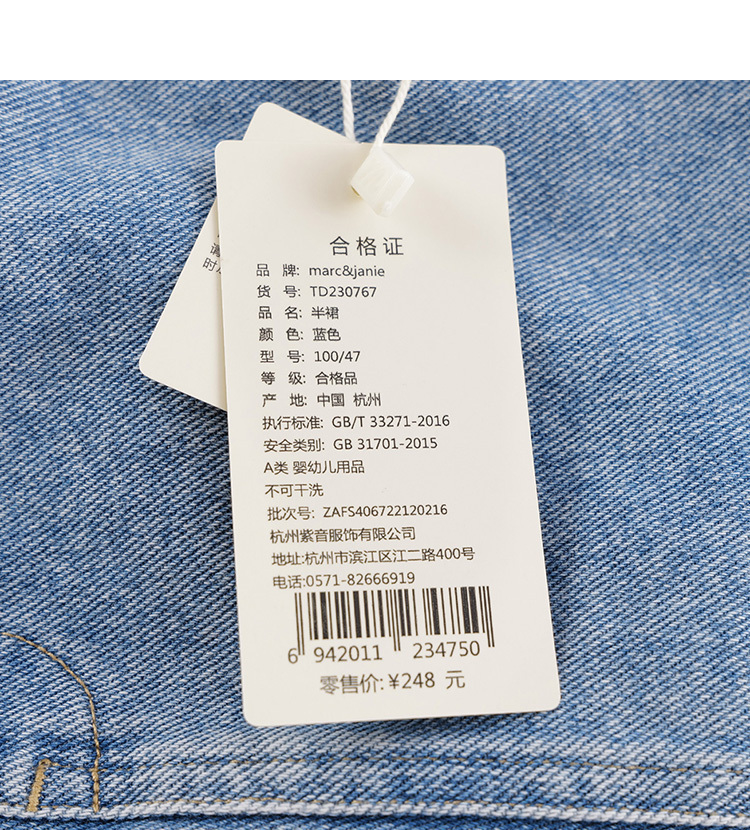 合格证
品 牌: marc&janie
货 号: TD230767
品 名: 半裙
颜 色: 蓝色
型 号: 100/47
等 级: 合格品
产 地: 中国 杭州
执行标准: GB/T 33271-2016
安全类别: GB 31701-2015
A类 婴幼儿用品
不可干洗
批次号: ZAFS406722120216
杭州紫音服饰有限公司
地址:杭州市滨江区江二路400号
电话:0571-82666919
6 942011 234750
零售价:¥248 元
时